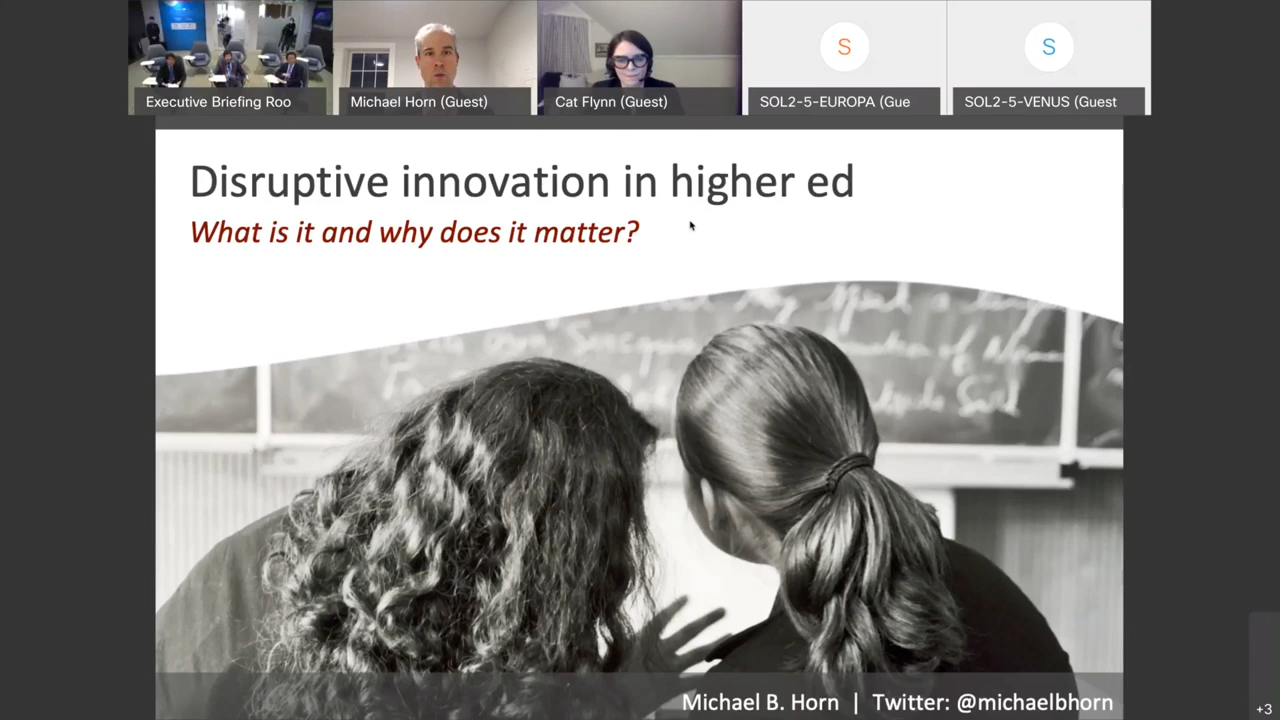 Executive Briefing Roo
Michael Horn (Guest)
Cat Flynn (Guest)
S
SOL2-5-EUROPA (Gue
S
SOL2-5-VENUS (Guest
Disruptive innovation in higher ed
What is it and why does it matter?
Michael B. Horn | Twitter: @michaelbhorn
+3